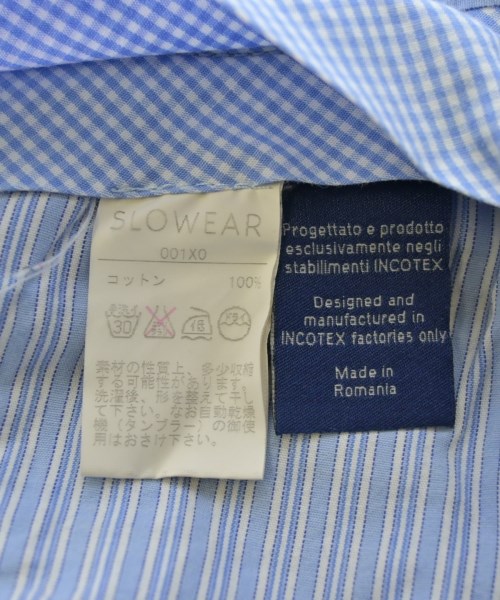 SLOWEAR
001X0
コットン 100%
30
素材の性質上、多少収縮
する可能性があります。
洗濯後、形を整えて干し
て下さい。なお自動乾燥
機（タンブラー）の御使
用はおさけ下さい。
Progettato e prodotto
esclusivamente negli
stabilimenti INCOTEX
Designed and
manufactured in
INCOTEX factories only
Made in
Romania